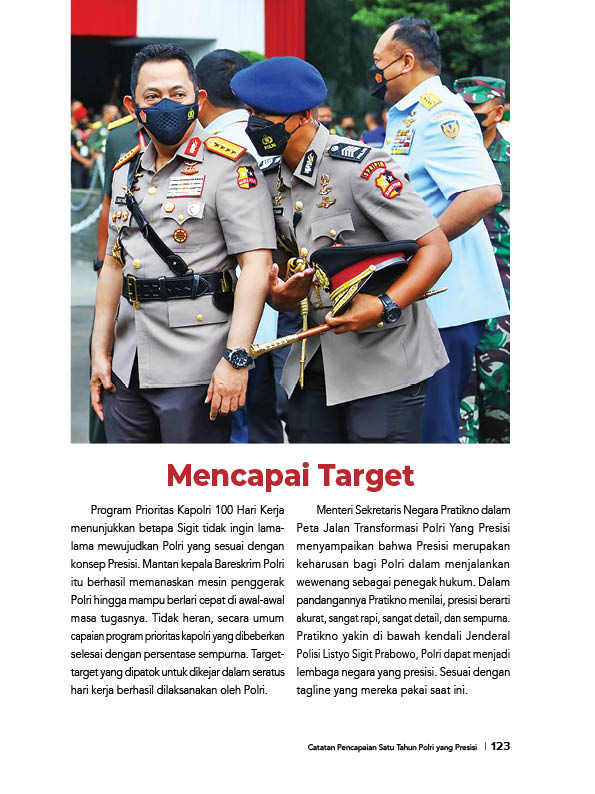 POLRI
Mencapai Target
Program Prioritas Kapolri 100 Hari Kerja
menunjukkan betapa Sigit tidak ingin lama-
lama mewujudkan Polri yang sesuai dengan
konsep Presisi. Mantan kepala Bareskrim Polri
itu berhasil memanaskan mesin penggerak
Polri hingga mampu berlari cepat di awal-awal
masa tugasnya. Tidak heran, secara umum
capaian program prioritas kapolri yang dibeberkan
selesai dengan persentase sempurna. Target-
target yang dipatok untuk dikejar dalam seratus
hari kerja berhasil dilaksanakan oleh Polri.
Menteri Sekretaris Negara Pratikno dalam
Peta Jalan Transformasi Polri Yang Presisi
menyampaikan bahwa Presisi merupakan
keharusan bagi Polri dalam menjalankan
wewenang sebagai penegak hukum. Dalam
pandangannya Pratikno menilai, presisi berarti
akurat, sangat rapi, sangat detail, dan sempurna.
Pratikno yakin di bawah kendali Jenderal
Polisi Listyo Sigit Prabowo, Polri dapat menjadi
lembaga negara yang presisi. Sesuai dengan
tagline yang mereka pakai saat ini.
Catatan Pencapaian Satu Tahun Polri yang Presisi | 123